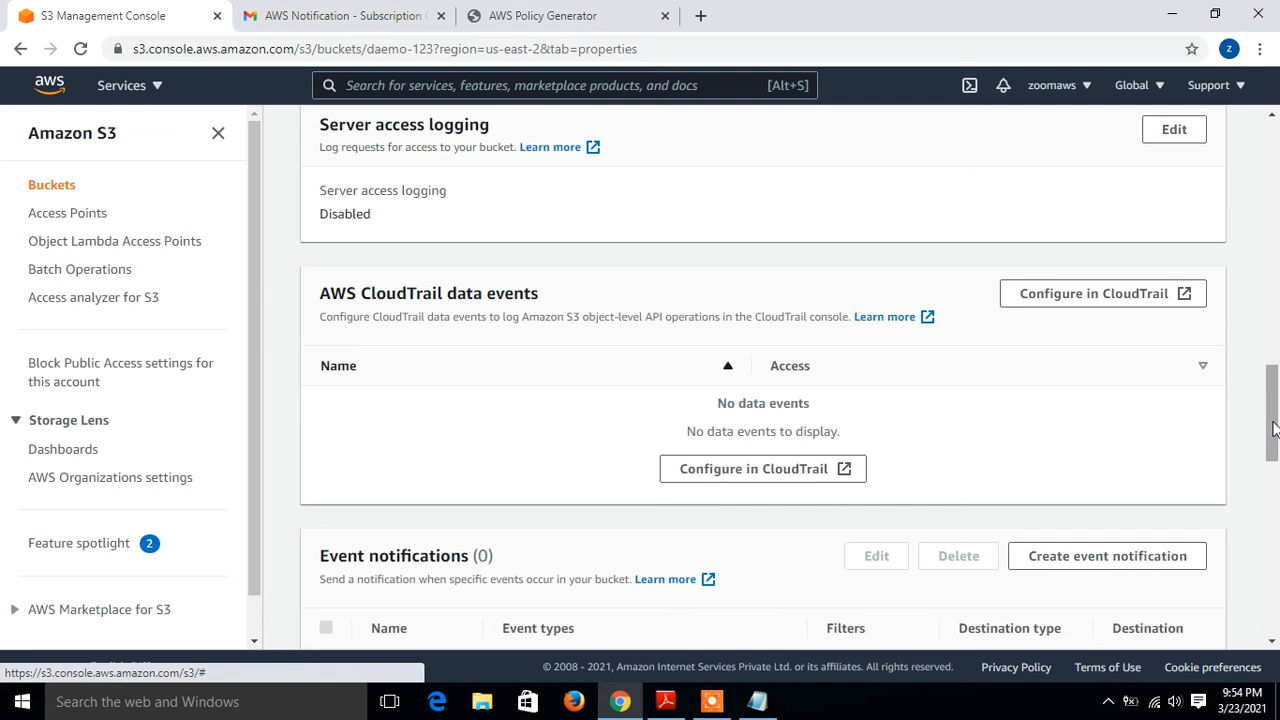 S3 Management Console
AWS Notification - Subscription
AWS Policy Generator
s3.console.aws.amazon.com/s3/buckets/daemo-123?region=us-east-2&tab=properties
z
aws
Services
Search for services, features, marketplace products, and docs
[Alt+S]
zoomaws
Global
Support
Amazon S3
Buckets
Access Points
Object Lambda Access Points
Batch Operations
Access analyzer for S3
Block Public Access settings for
this account
Storage Lens
Dashboards
AWS Organizations settings
Feature spotlight 2
AWS Marketplace for S3
Server access logging
Edit
Log requests for access to your bucket. Learn more
Server access logging
Disabled
AWS CloudTrail data events
Configure in CloudTrail
Configure CloudTrail data events to log Amazon S3 object-level API operations in the CloudTrail console. Learn more
Name
Access
No data events
No data events to display.
Configure in CloudTrail
Event notifications (0)
Edit
Delete
Create event notification
Send a notification when specific events occur in your bucket. Learn more
Name
Event types
Filters
Destination type
Destination
https://s3.console.aws.amazon.com/s3/#
© 2008 - 2021, Amazon Internet Services Private Ltd. or its affiliates. All rights reserved.
Privacy Policy
Terms of Use
Cookie preferences
Search the web and Windows
9:54 PM
3/23/2021